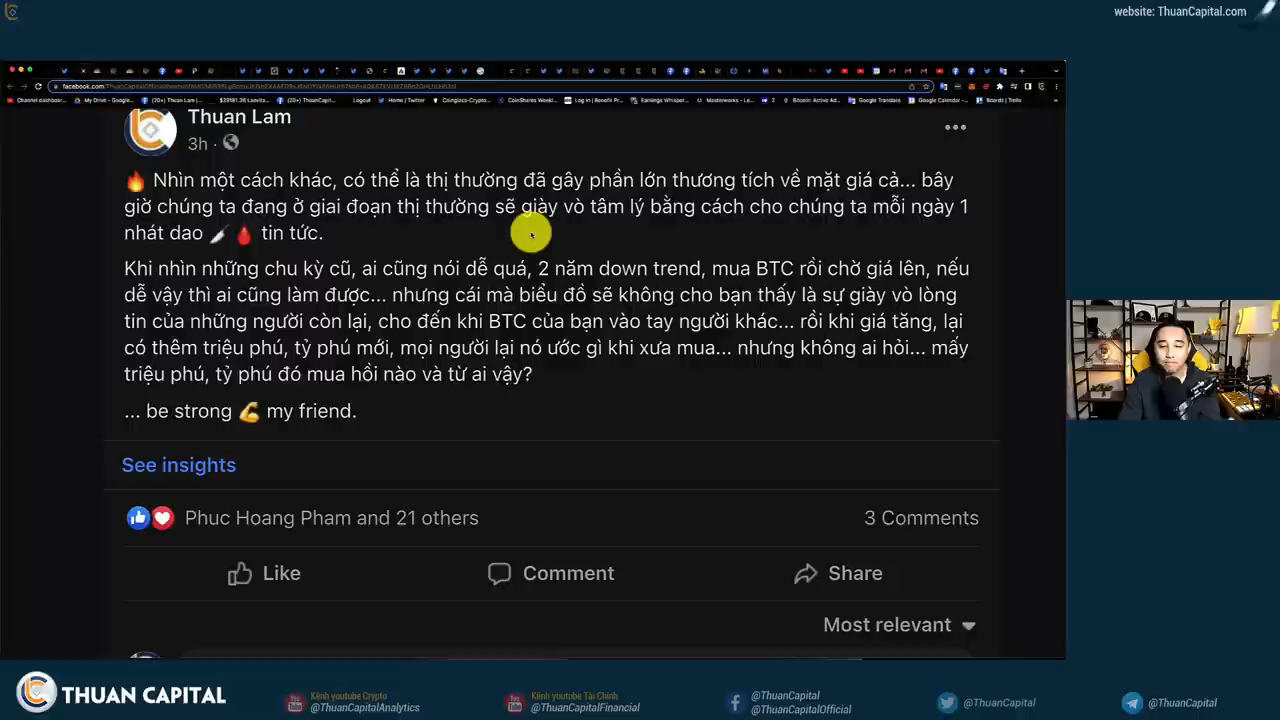 website: ThuanCapital.com
Thuan Lam
3h ·
🔥 Nhìn một cách khác, có thể là thị thường đã gây phần lớn thương tích về mặt giá cả... bây
giờ chúng ta đang ở giai đoạn thị thường sẽ giày vò tâm lý bằng cách cho chúng ta mỗi ngày 1
nhát dao 🔪🩸 tin tức.
Khi nhìn những chu kỳ cũ, ai cũng nói dễ quá, 2 năm down trend, mua BTC rồi chờ giá lên, nếu
dễ vậy thì ai cũng làm được... nhưng cái mà biểu đồ sẽ không cho bạn thấy là sự giày vò lòng
tin của những người còn lại, cho đến khi BTC của bạn vào tay người khác... rồi khi giá tăng, lại
có thêm triệu phú, tỷ phú mới, mọi người lại nó ước gì khi xưa mua... nhưng không ai hỏi... mấy
triệu phú, tỷ phú đó mua hồi nào và từ ai vậy?
... be strong 💪 my friend.
See insights
Phuc Hoang Pham and 21 others
3 Comments
Like
Comment
Share
Most relevant
THUAN CAPITAL
Kênh youtube Crypto
@ThuanCapitalAnalytics
Kênh youtube Tài Chính
@ThuanCapitalFinancial
@ThuanCapital
@ThuanCapitalOfficial
@ThuanCapital
@ThuanCapital